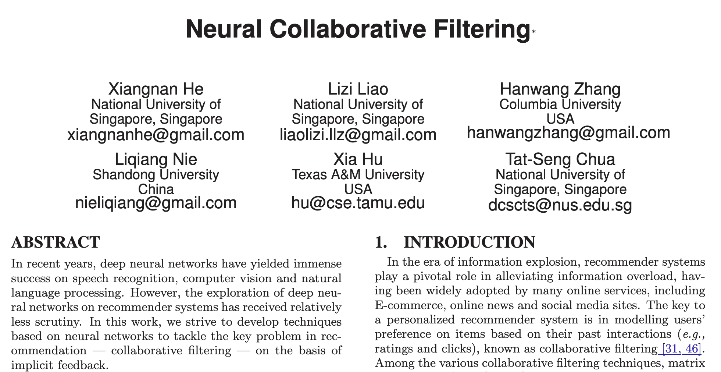 Neural Collaborative Filtering*
Xiangnan He
National University of
Singapore, Singapore
xiangnanhe@gmail.com
Lizi Liao
National University of
Singapore, Singapore
liaolizi.llz@gmail.com
Hanwang Zhang
Columbia University
USA
hanwangzhang@gmail.com
Liqiang Nie
Shandong University
China
nieliqiang@gmail.com
Xia Hu
Texas A&M University
USA
hu@cse.tamu.edu
Tat-Seng Chua
National University of
Singapore, Singapore
dcscts@nus.edu.sg
ABSTRACT
In recent years, deep neural networks have yielded immense
success on speech recognition, computer vision and natural
language processing. However, the exploration of deep neu-
ral networks on recommender systems has received relatively
less scrutiny. In this work, we strive to develop techniques
based on neural networks to tackle the key problem in rec-
ommendation — collaborative filtering — on the basis of
implicit feedback.
1. INTRODUCTION
In the era of information explosion, recommender systems
play a pivotal role in alleviating information overload, hav-
ing been widely adopted by many online services, including
E-commerce, online news and social media sites. The key to
a personalized recommender system is in modelling users'
preference on items based on their past interactions (e.g.,
ratings and clicks), known as collaborative filtering [31, 46].
Among the various collaborative filtering techniques, matrix